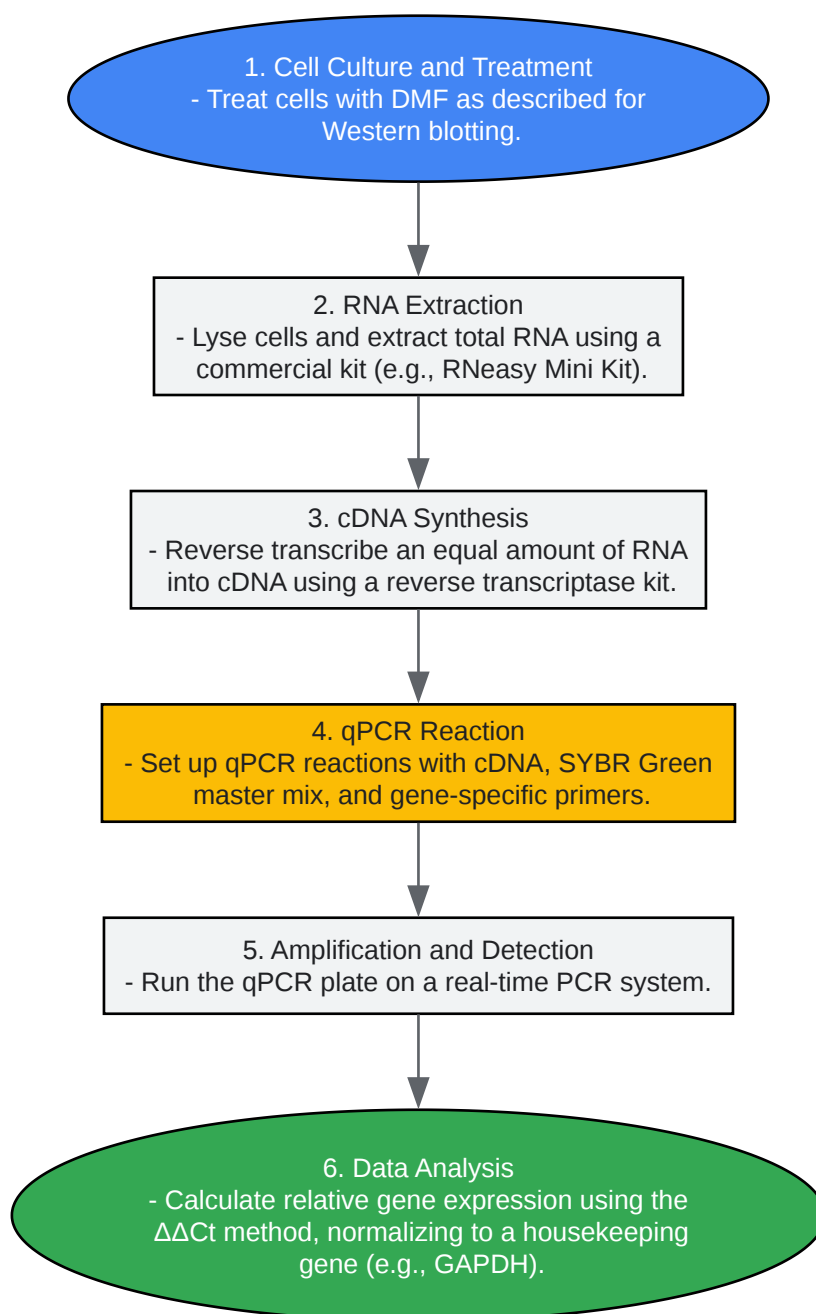 1. Cell Culture and Treatment
- Treat cells with DMF as described for
Western blotting.
2. RNA Extraction
- Lyse cells and extract total RNA using a
commercial kit (e.g., RNeasy Mini Kit).
3. cDNA Synthesis
- Reverse transcribe an equal amount of RNA
into cDNA using a reverse transcriptase kit.
4. qPCR Reaction
- Set up qPCR reactions with cDNA, SYBR Green
master mix, and gene-specific primers.
5. Amplification and Detection
- Run the qPCR plate on a real-time PCR system.
6. Data Analysis
- Calculate relative gene expression using the
ΔΔCt method, normalizing to a housekeeping
gene (e.g., GAPDH).